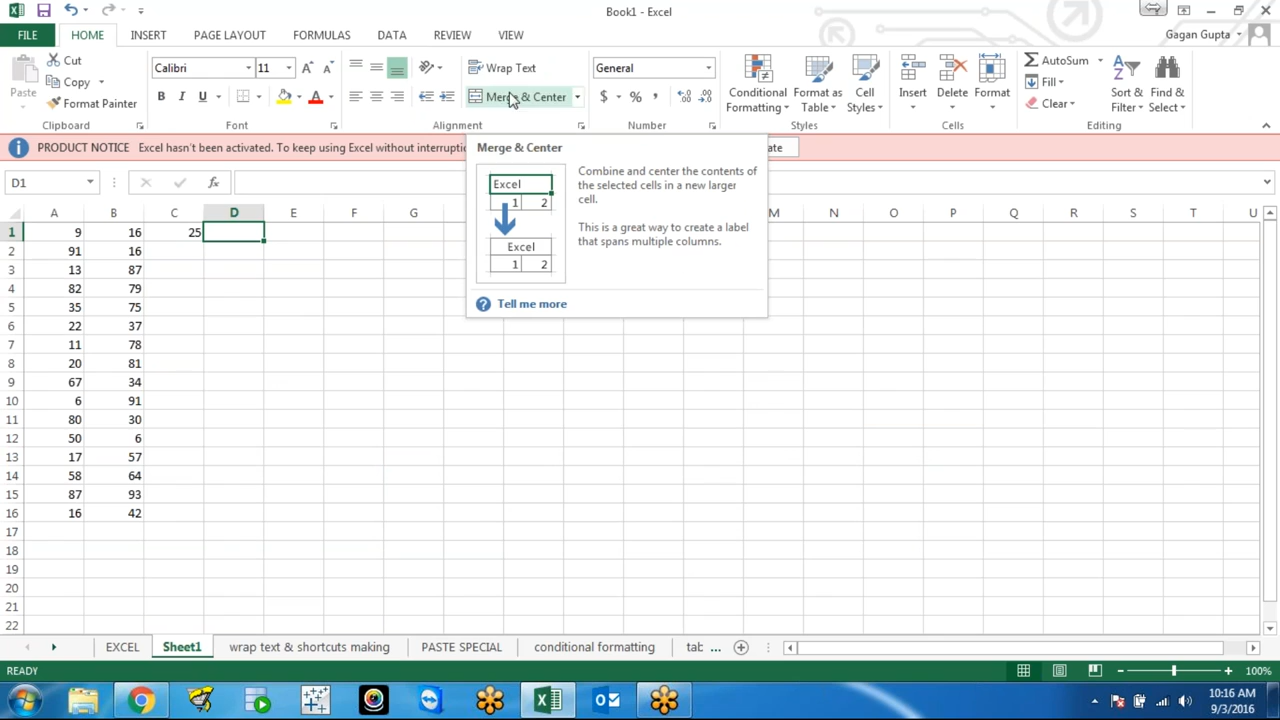 Book1 - Excel
FILE HOME INSERT PAGE LAYOUT FORMULAS DATA REVIEW VIEW Gagan Gupta
Paste
Cut
Copy
Format Painter
Clipboard
Calibri 11
B I U A
Font
Wrap Text
Merge & Center
Alignment
General
$ % ,
Number
Conditional Formatting
Format as Table
Cell Styles
Styles
Insert Delete Format
Cells
AutoSum
Fill
Clear
Sort & Filter
Find & Select
Editing
PRODUCT NOTICE Excel hasn't been activated. To keep using Excel without interruptio ate
Merge & Center
Excel
1 2
Excel
1 2
Combine and center the contents of
the selected cells in a new larger
cell.
This is a great way to create a label
that spans multiple columns.
Tell me more
D1 fx
A B C D E F G M N O P Q R S T U
1 9 16 25
2 91 16
3 13 87
4 82 79
5 35 75
6 22 37
7 11 78
8 20 81
9 67 34
10 6 91
11 80 30
12 50 6
13 17 57
14 58 64
15 87 93
16 16 42
17
18
19
20
21
22
EXCEL Sheet1 wrap text & shortcuts making PASTE SPECIAL conditional formatting tab ...
READY 100%
10:16 AM
9/3/2016